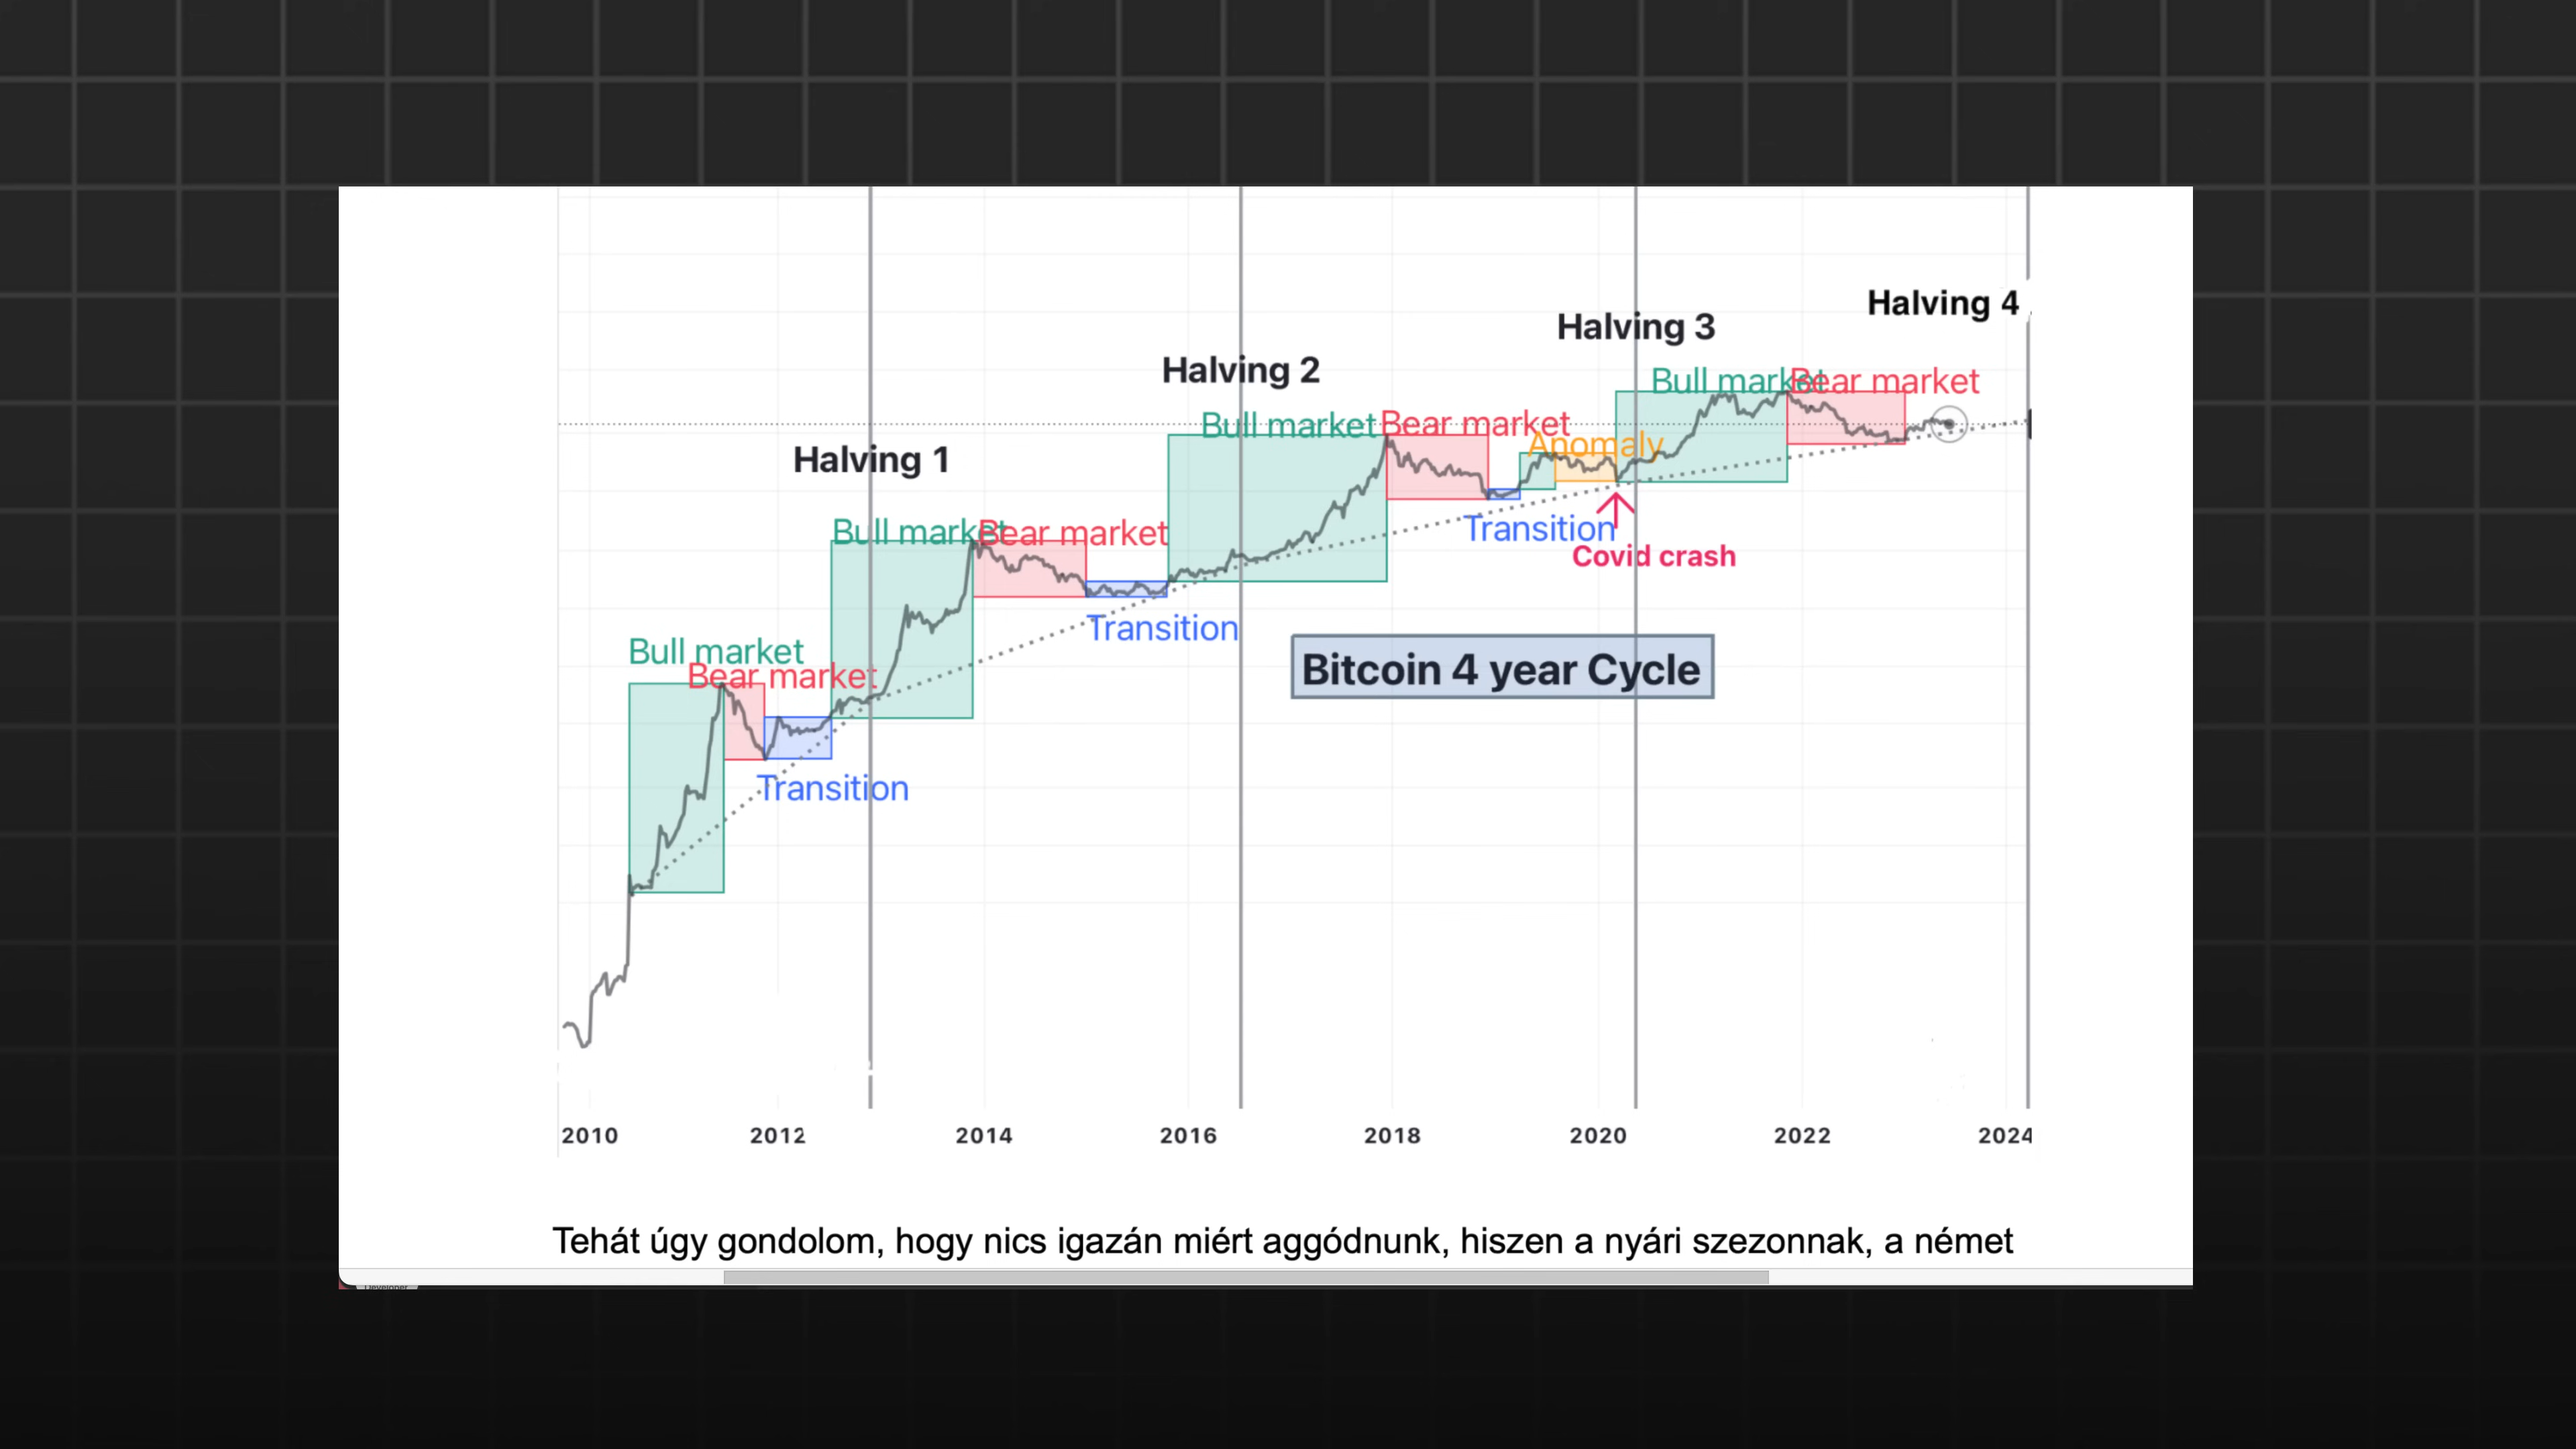 Halving 4
Halving 3
Halving 2
Bull market
Bear market
Bull market
Bear market
Anomaly
Halving 1
Bull market
Bear market
Transition
Covid crash
Transition
Bull market
Bear market
Bitcoin 4 year Cycle
Transition
2010 2012 2014 2016 2018 2020 2022 2024
Tehát úgy gondolom, hogy nics igazán miért aggódnunk, hiszen a nyári szezonnak, a német